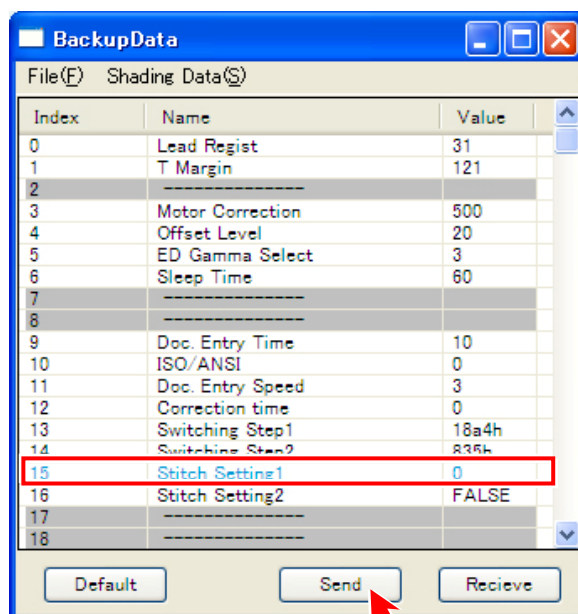 BackupData
File(F) Shading Data(S)
Index Name Value
0 Lead Regist 31
1 T Margin 121
2 --------------
3 Motor Correction 500
4 Offset Level 20
5 ED Gamma Select 3
6 Sleep Time 60
7 --------------
8 --------------
9 Doc. Entry Time 10
10 ISO/ANSI 0
11 Doc. Entry Speed 3
12 Correction time 0
13 Switching Step1 18a4h
14 Switching Step2 835h
15 Stitch Setting1 0
16 Stitch Setting2 FALSE
17 --------------
18 --------------
Default Send Recieve